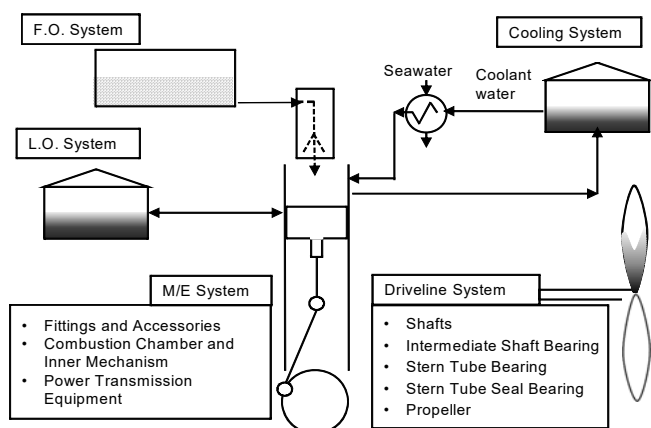 F.O. System
Cooling System
Seawater
Coolant
water
L.O. System
M/E System
• Fittings and Accessories
• Combustion Chamber and
Inner Mechanism
• Power Transmission
Equipment
Driveline System
• Shafts
• Intermediate Shaft Bearing
• Stern Tube Bearing
• Stern Tube Seal Bearing
• Propeller